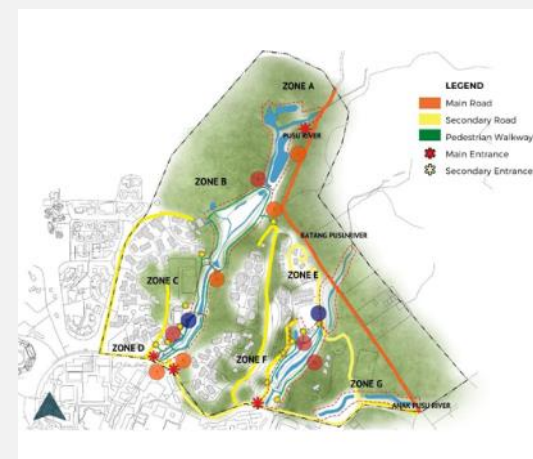 ZONE A
LEGEND
Main Road
Secondary Road
Pedestrian Walkway
Main Entrance
Secondary Entrance
PUSU RIVER
ZONE B
BATANG PUSU RIVER
ZONE C
ZONE E
ZONE D
ZONE F
ZONE G
ANAK PUSU RIVER